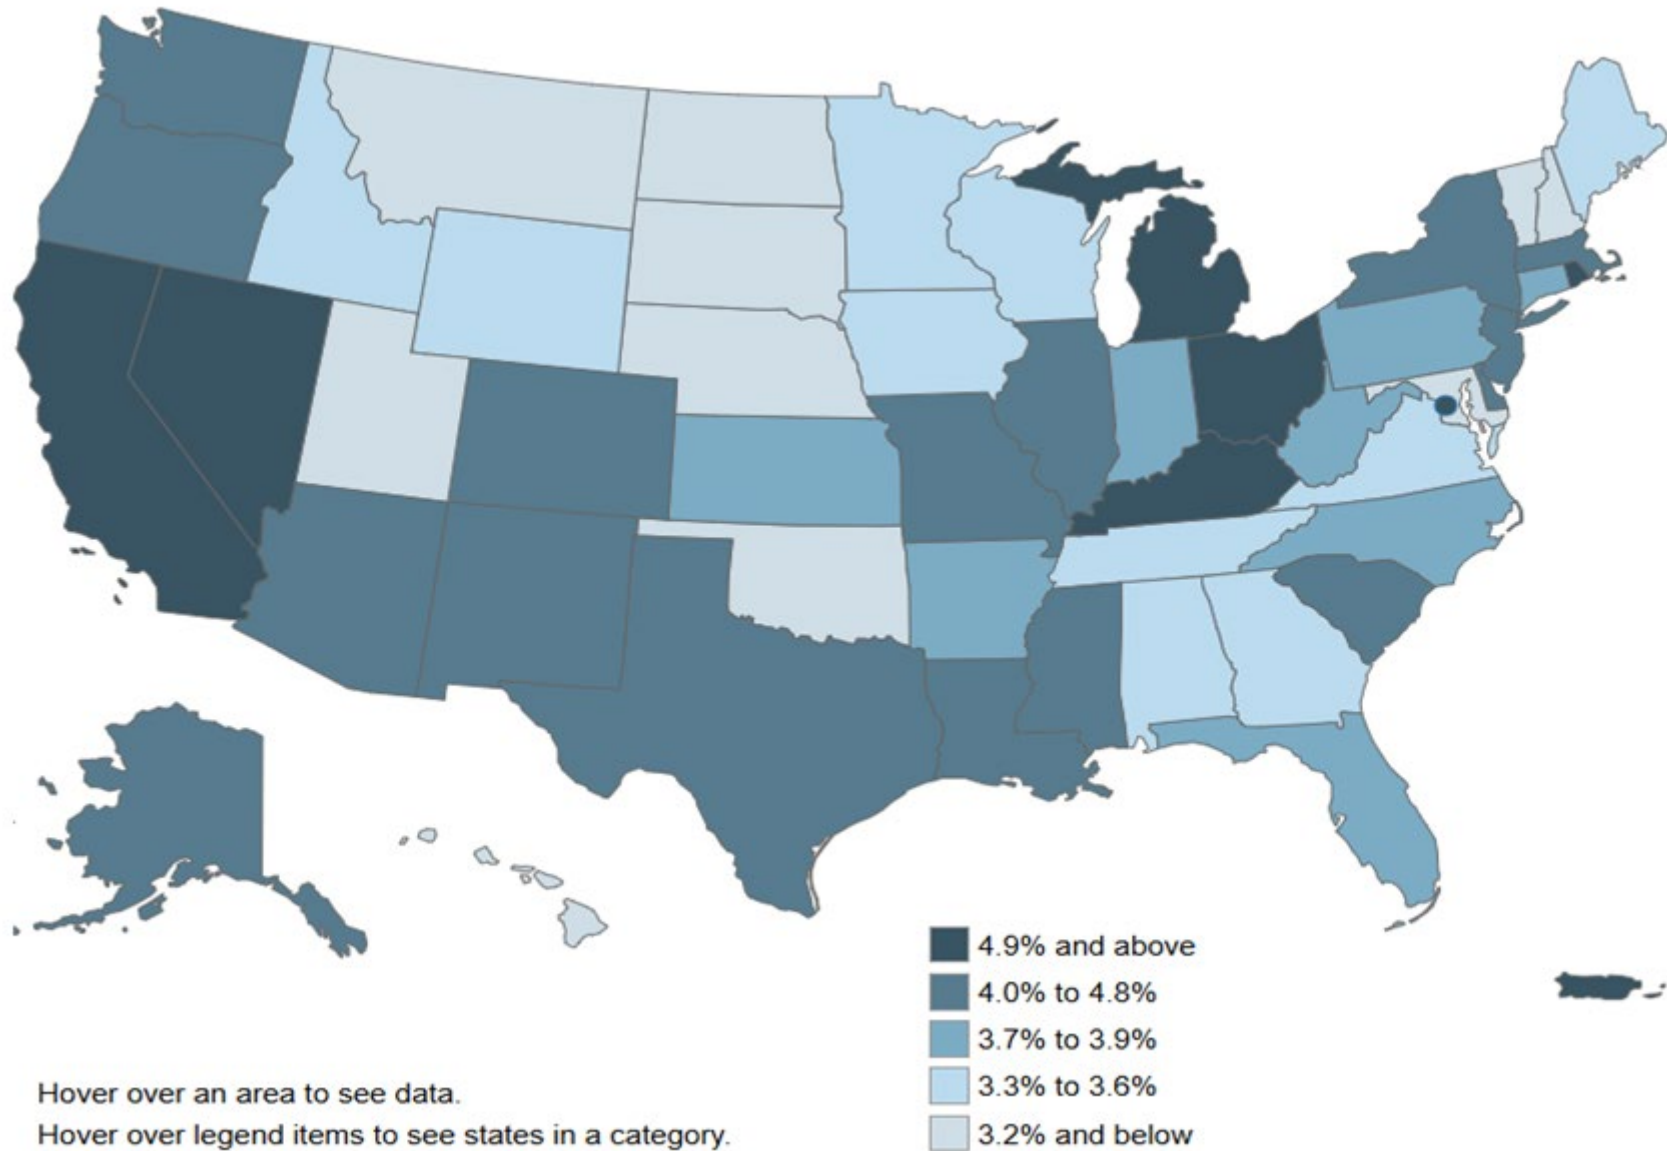 4.9% and above
4.0% to 4.8%
3.7% to 3.9%
3.3% to 3.6%
3.2% and below
Hover over an area to see data.
Hover over legend items to see states in a category.